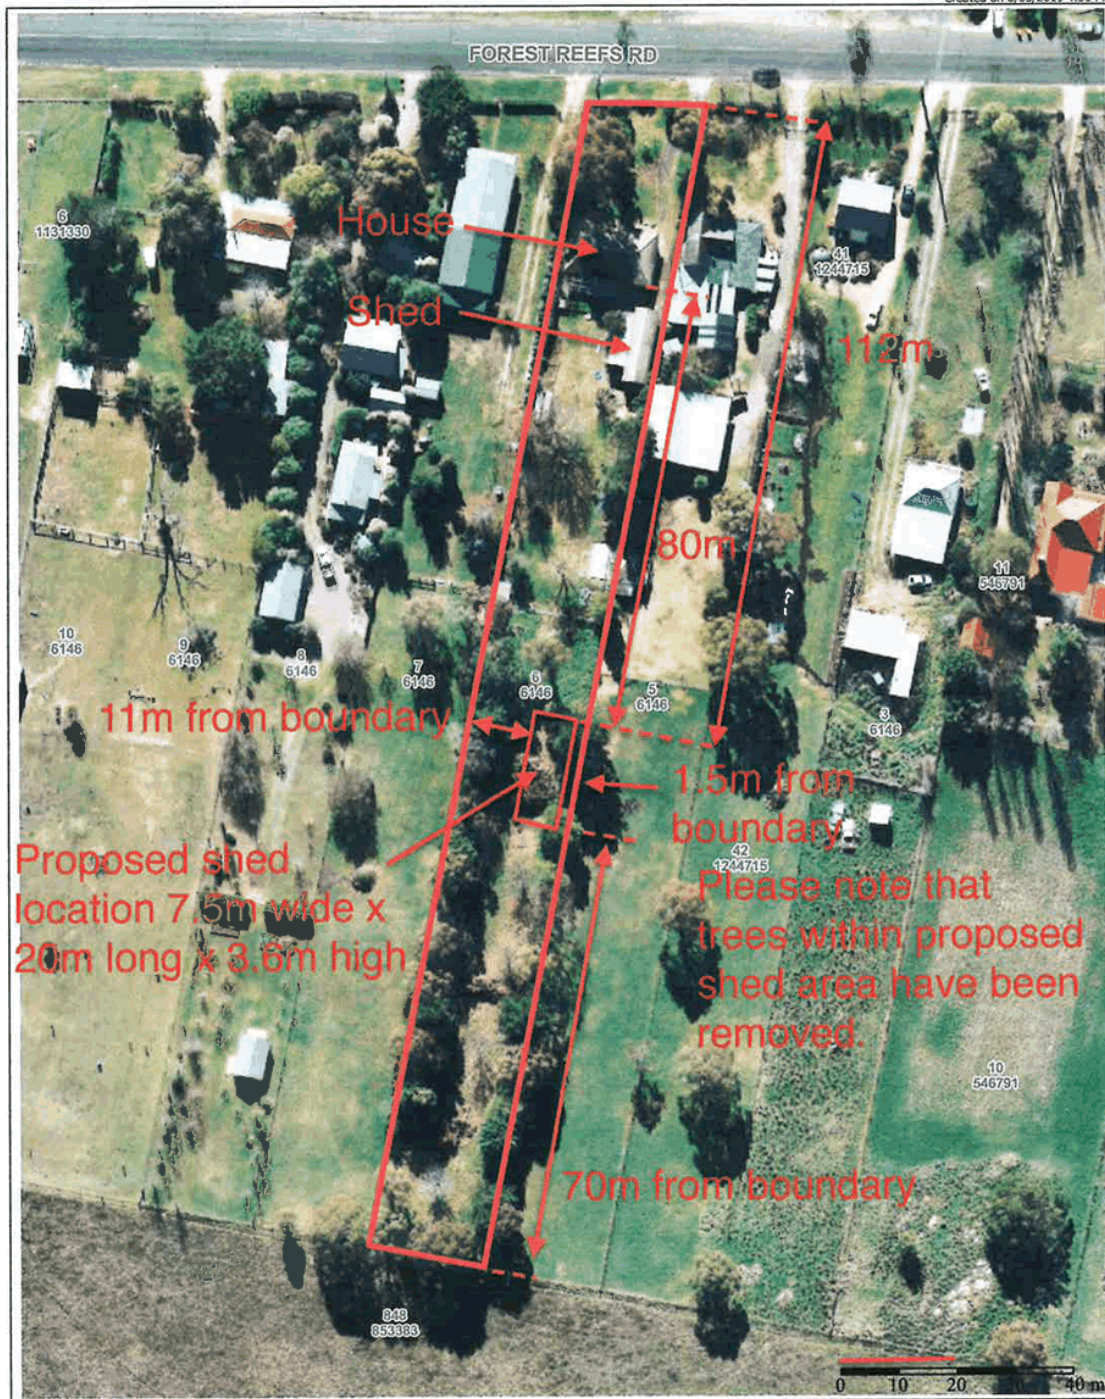 FOREST REEFS RD
6
1131330
House
41
1244715
Shed
112m
80m
11
546791
10
6146
9
6146
8
6146
7
6146
6
6146
5
6146
3
6146
11m from boundary
1.5m from
boundary
Proposed shed
location 7.5m wide x
20m long x 3.6m high
42
1244715
Please note that
trees within proposed
shed area have been
removed.
10
546791
70m from boundary
848
853383
0 10 20 40 m